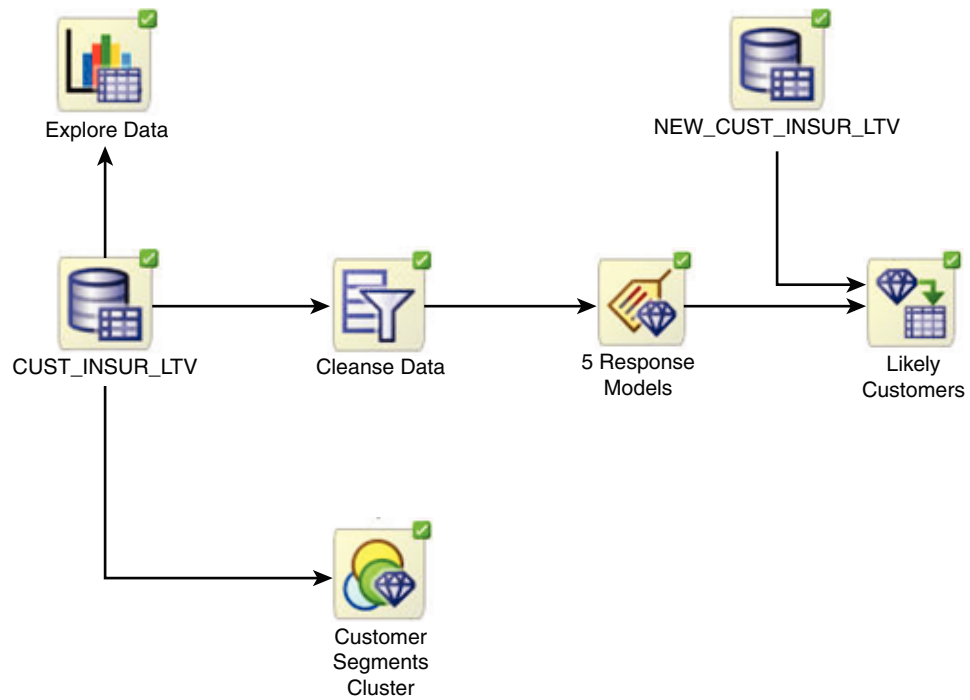 Explore Data
NEW_CUST_INSUR_LTV
CUST_INSUR_LTV
Cleanse Data
5 Response
Models
Likely
Customers
Customer
Segments
Cluster